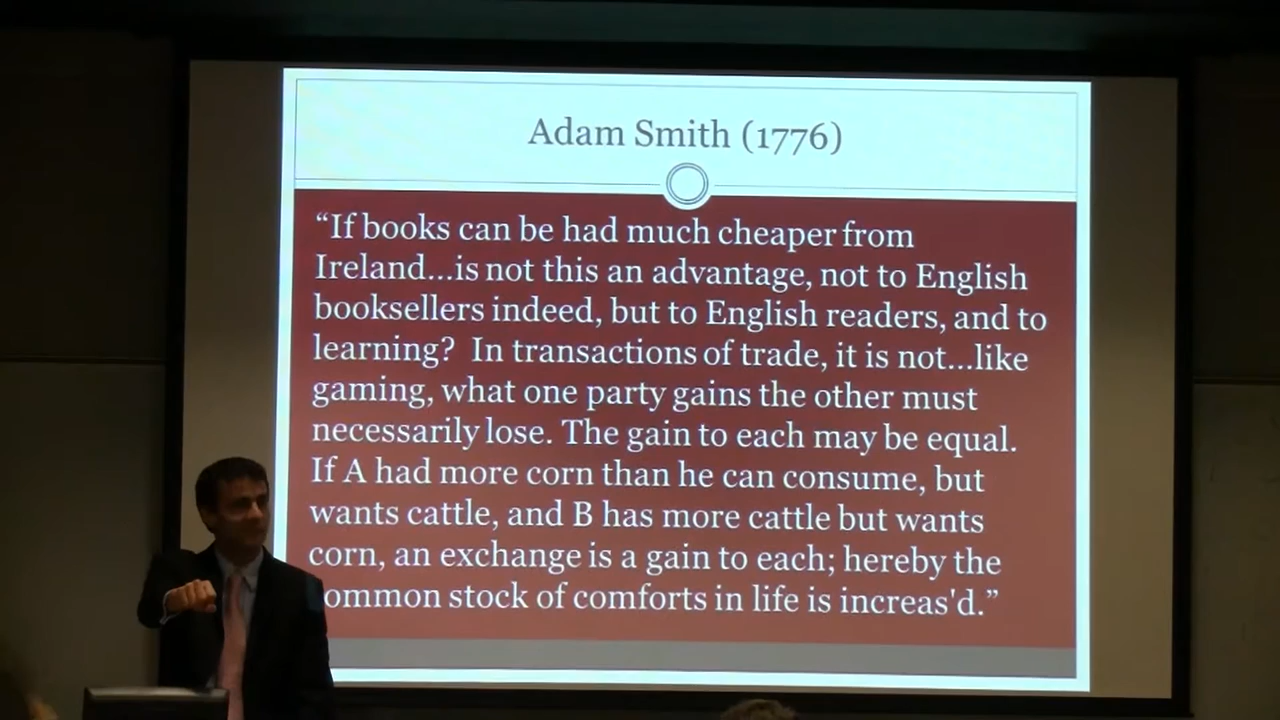 Adam Smith (1776)
“If books can be had much cheaper from
Ireland...is not this an advantage, not to English
booksellers indeed, but to English readers, and to
learning?  In transactions of trade, it is not...like
gaming, what one party gains the other must
necessarily lose. The gain to each may be equal.
If A had more corn than he can consume, but
wants cattle, and B has more cattle but wants
corn, an exchange is a gain to each; hereby the
ommon stock of comforts in life is increas'd.”